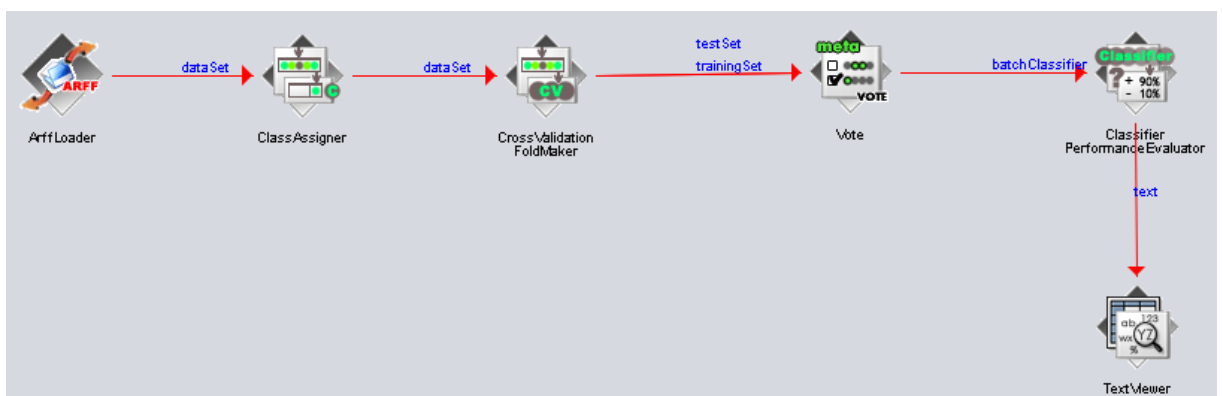 meta
testSet
Classifier
dataSet
dataSet
trainingSet
batchClassifier
+ 90%
- 10%
ARFF
C
CV
VOTE
?
ArffLoader
ClassAssigner
CrossValidation
FoldMaker
Vote
Classifier
PerformanceEvaluator
text
ab 123
wx YZ
%
TextViewer